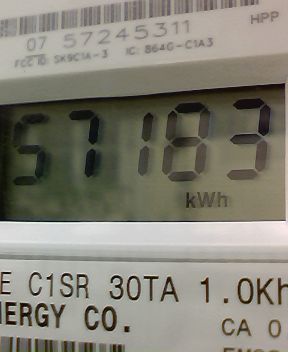 HPP
07 57245311
FCC ID: SK9C1A-3 IC: 864G-C1A3
57183
kWh
E C1SR 30TA 1.0Kh
NERGY CO.
CA 0